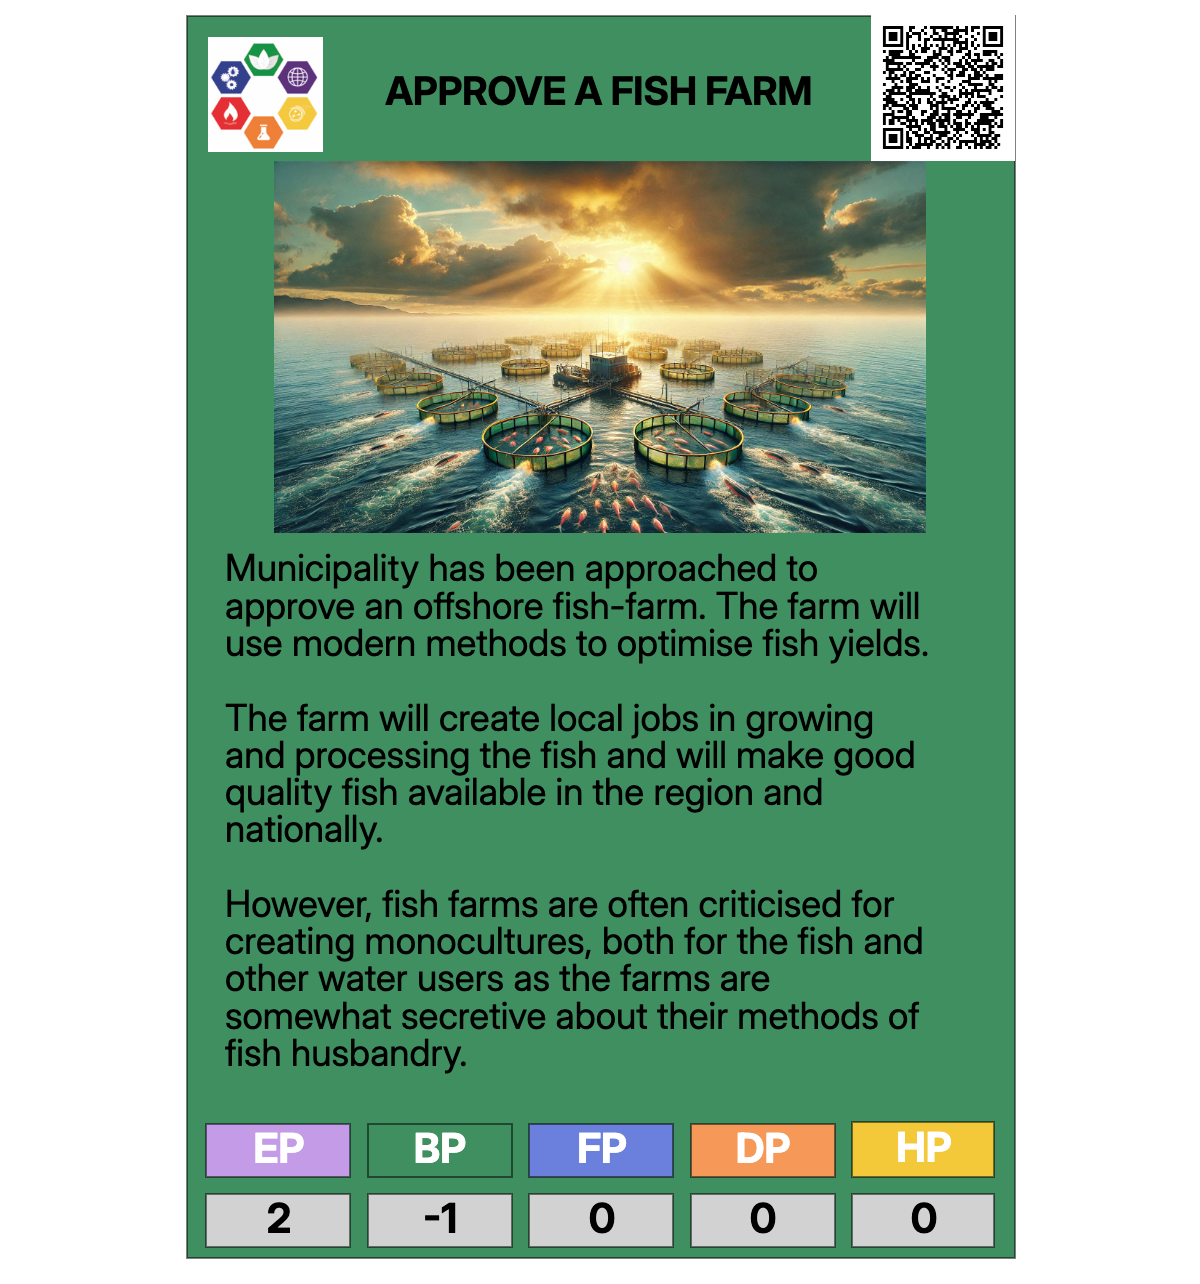 APPROVE A FISH FARM
Municipality has been approached to
approve an offshore fish-farm. The farm will
use modern methods to optimise fish yields.
The farm will create local jobs in growing
and processing the fish and will make good
quality fish available in the region and
nationally.
However, fish farms are often criticised for
creating monocultures, both for the fish and
other water users as the farms are
somewhat secretive about their methods of
fish husbandry.
EP BP FP DP HP
2 -1 0 0 0